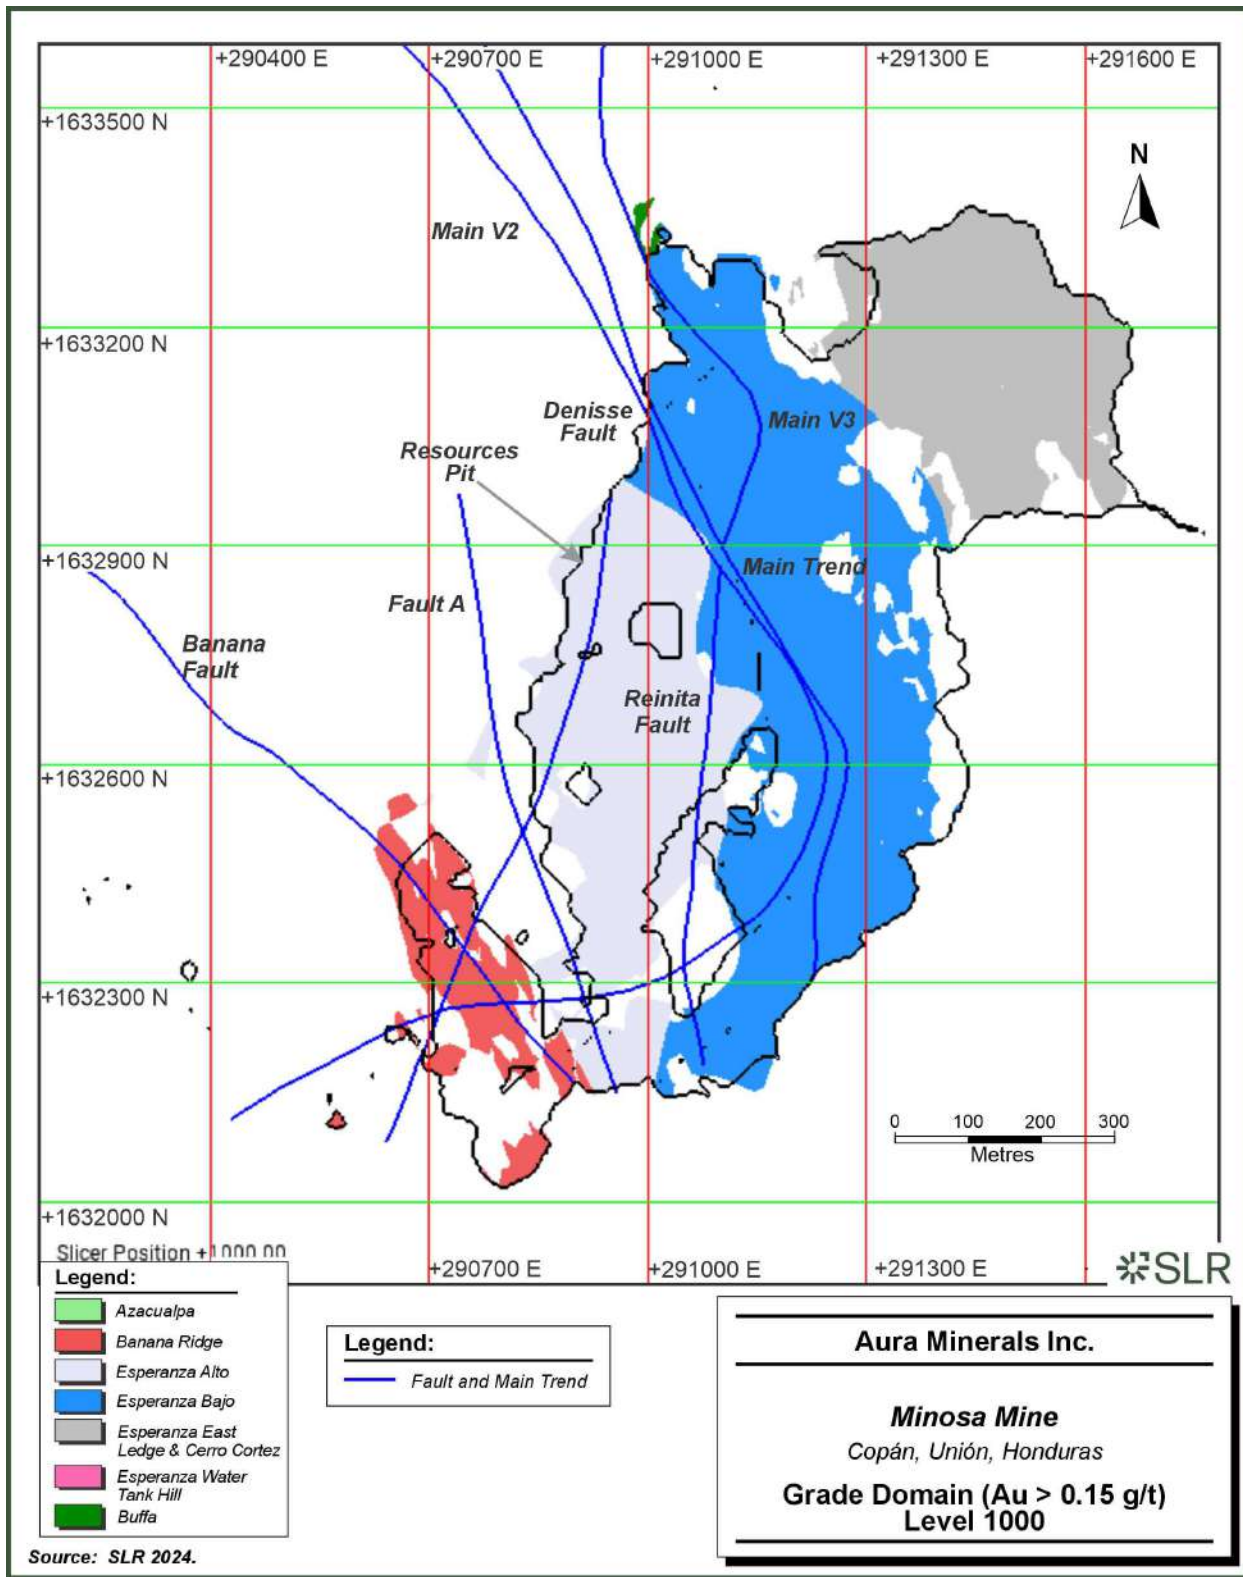 +290400 E
+290700 E
+291000 E
+291300 E
+291600 E
+1633500 N
N
Main V2
+1633200 N
Denisse
Fault
Main V3
Resources
Pit
+1632900 N
Main Trend
Fault A
Banana
Fault
Reinita
Fault
+1632600 N
+1632300 N
0 100 200 300
Metres
+1632000 N
Slicer Position +1000.00
+290700 E
+291000 E
+291300 E
SLR
Legend:
Azacualpa
Banana Ridge
Esperanza Alto
Esperanza Bajo
Esperanza East
Ledge & Cerro Cortez
Esperanza Water
Tank Hill
Buffa
Legend:
Fault and Main Trend
Aura Minerals Inc.
Minosa Mine
Copán, Unión, Honduras
Grade Domain (Au > 0.15 g/t)
Level 1000
Source: SLR 2024.